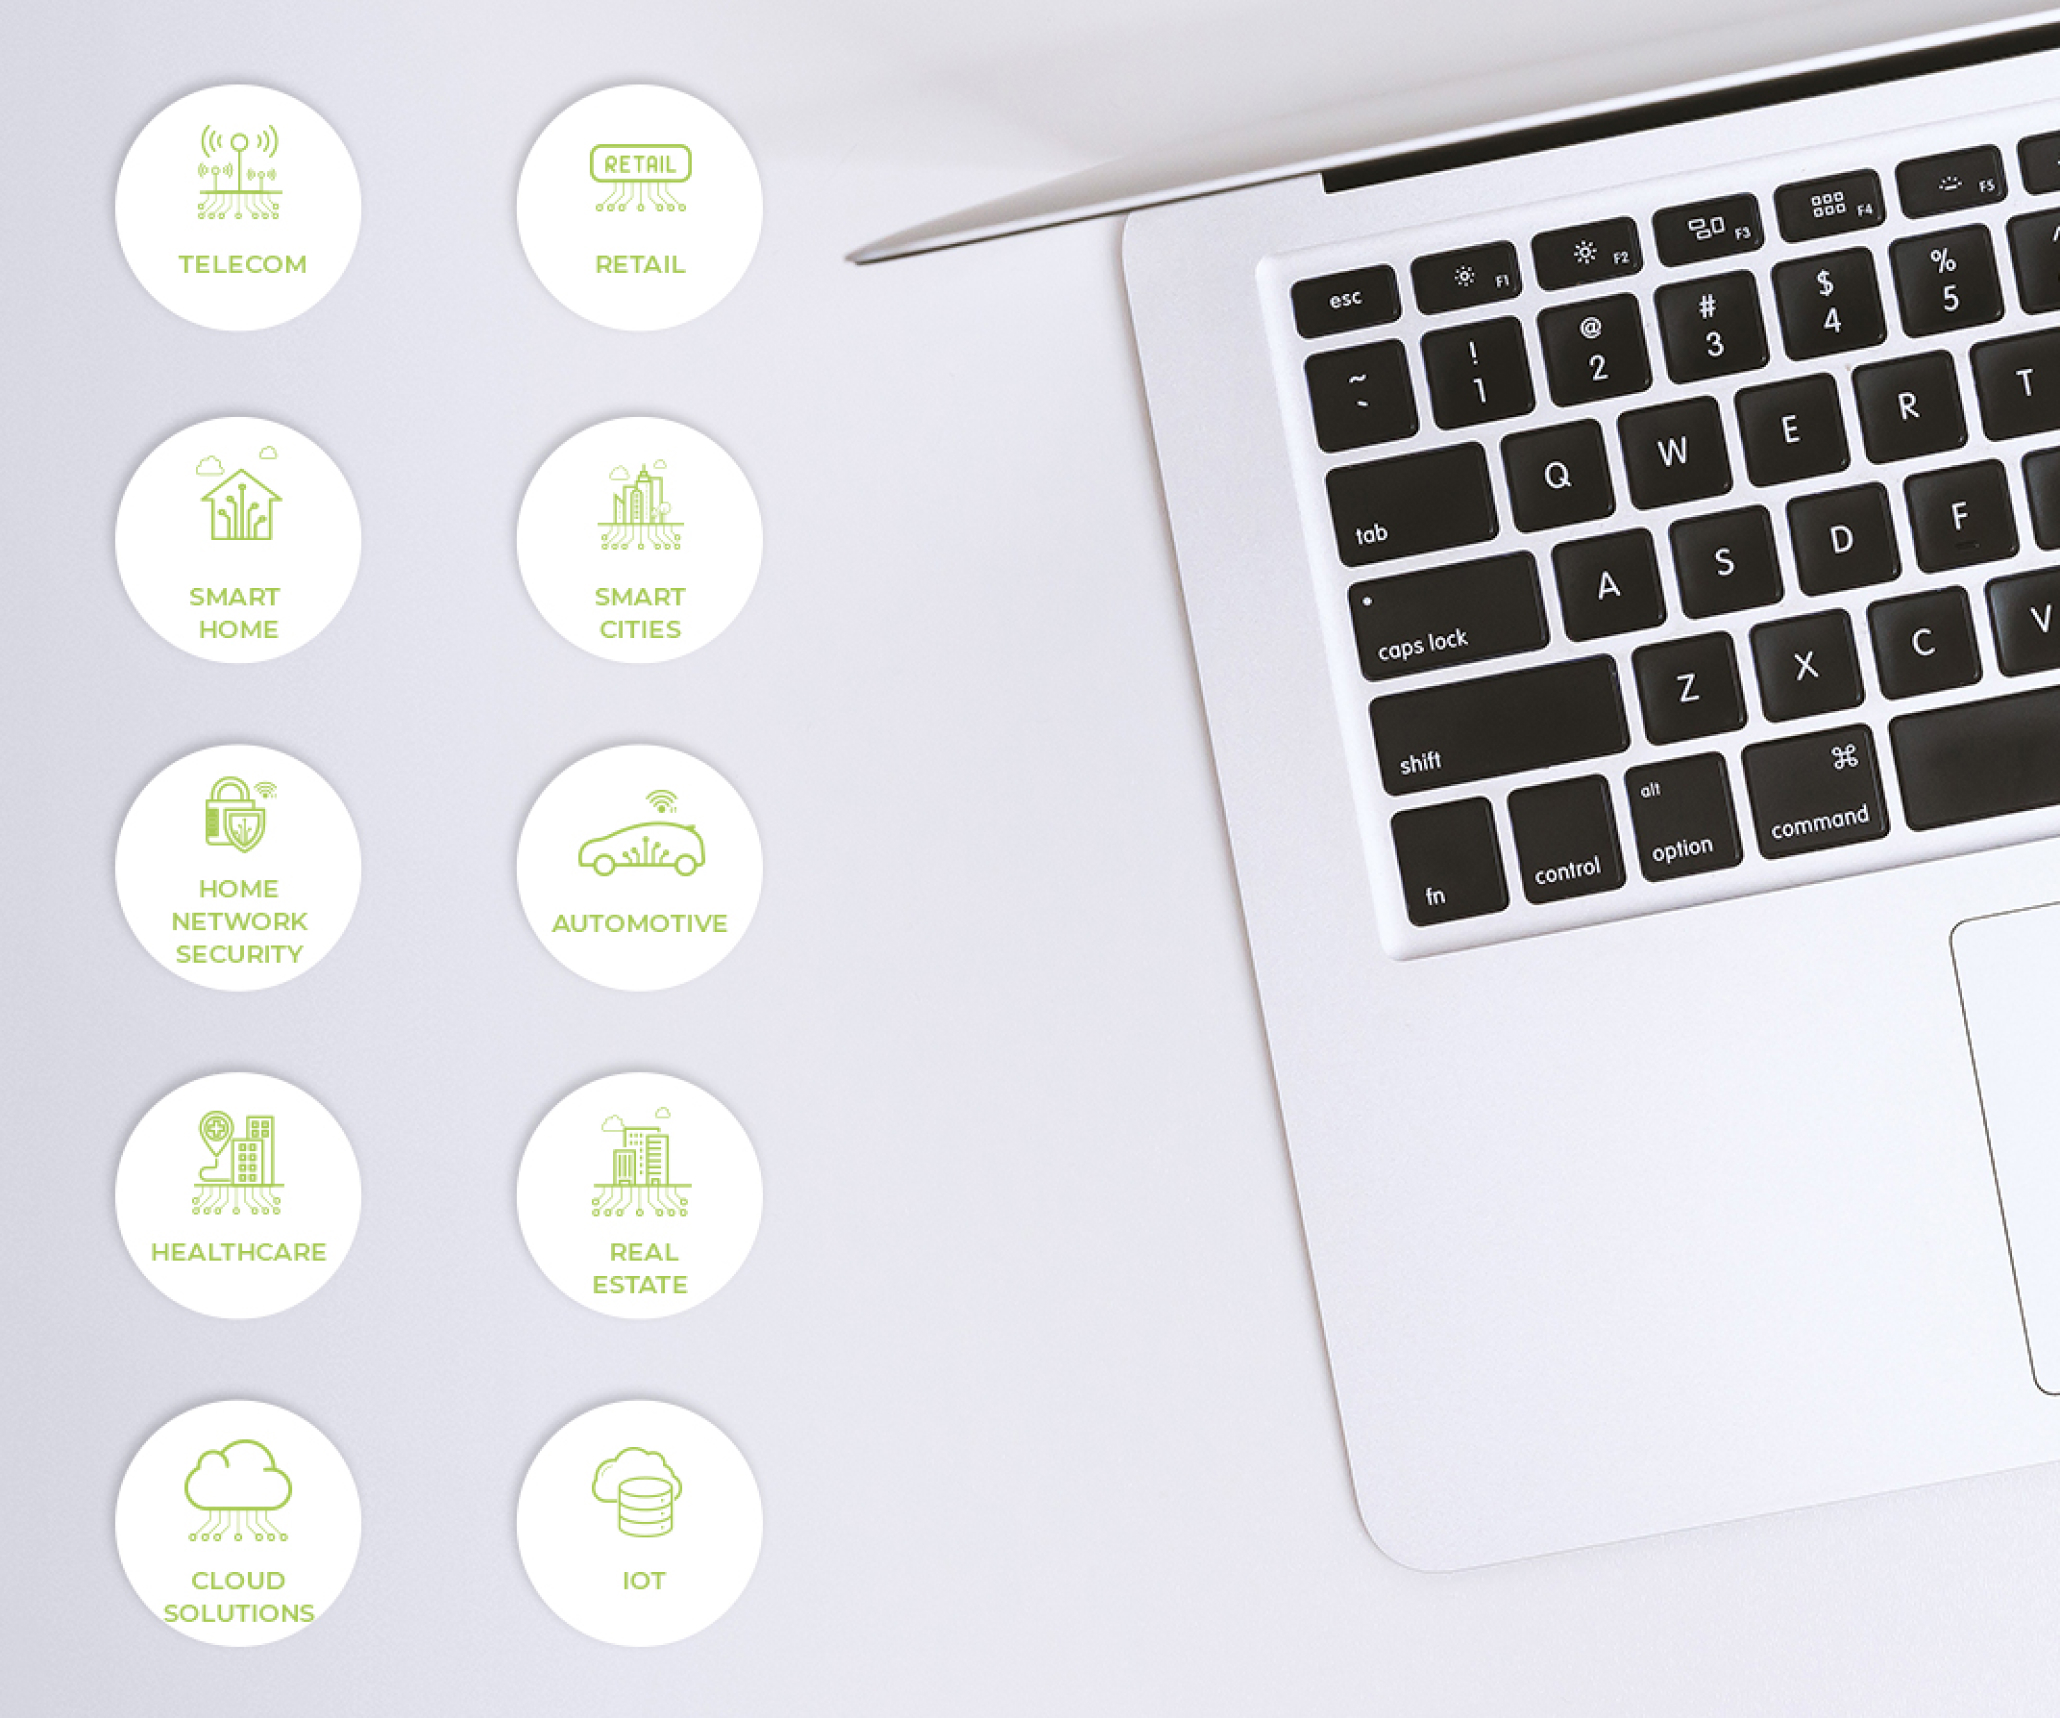 TELECOM
RETAIL
RETAIL
SMART
HOME
SMART
CITIES
HOME
NETWORK
SECURITY
AUTOMOTIVE
HEALTHCARE
REAL
ESTATE
CLOUD
SOLUTIONS
IOT
esc F1 F2 F3 F4 F5
~ ! @ # $ %
` 1 2 3 4 5
tab Q W E R T
caps lock A S D F
shift Z X C V
fn control alt option ⌘ command